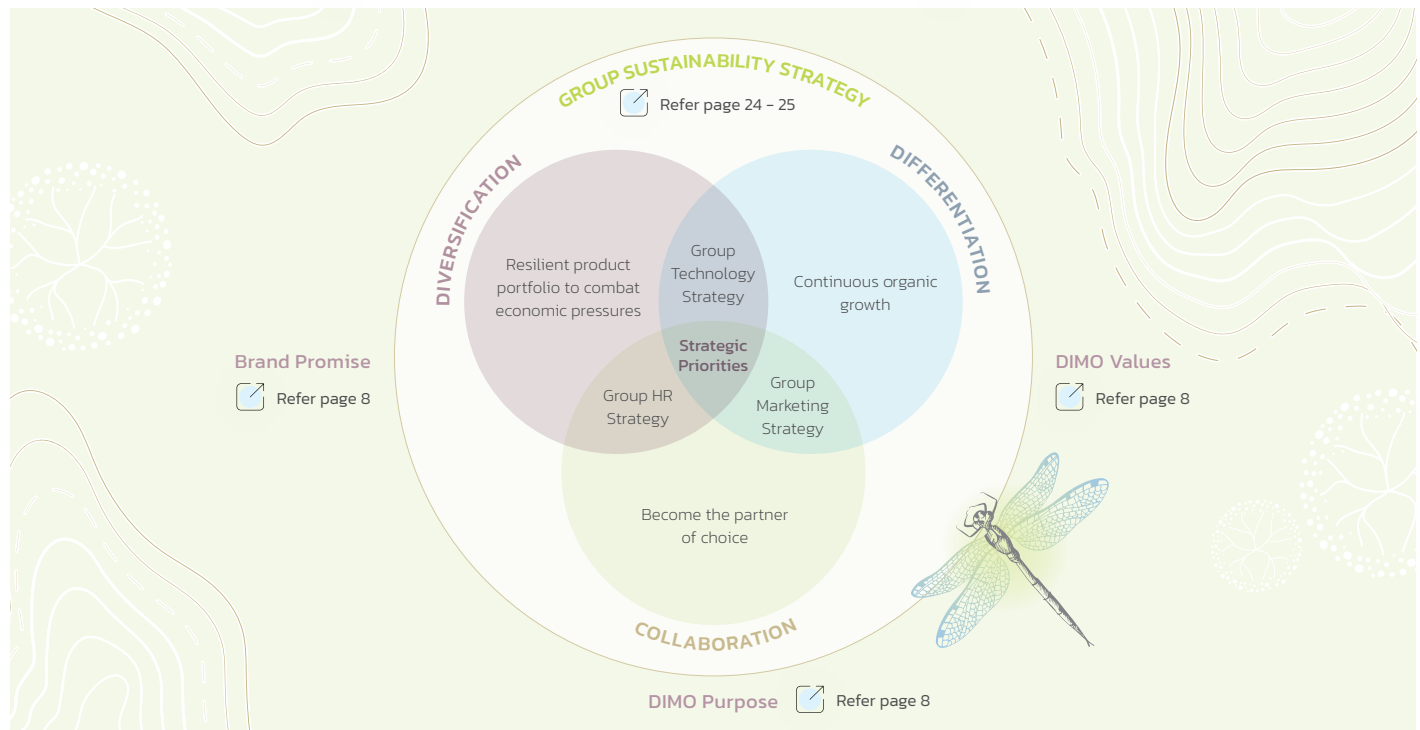 GROUP SUSTAINABILITY STRATEGY
Refer page 24 - 25
DIVERSIFICATION
DIFFERENTIATION
Resilient product
portfolio to combat
economic pressures
Group
Technology
Strategy
Continuous organic
growth
Strategic
Priorities
Brand Promise
Refer page 8
DIMO Values
Refer page 8
Group HR
Strategy
Group
Marketing
Strategy
Become the partner
of choice
COLLABORATION
DIMO Purpose
Refer page 8